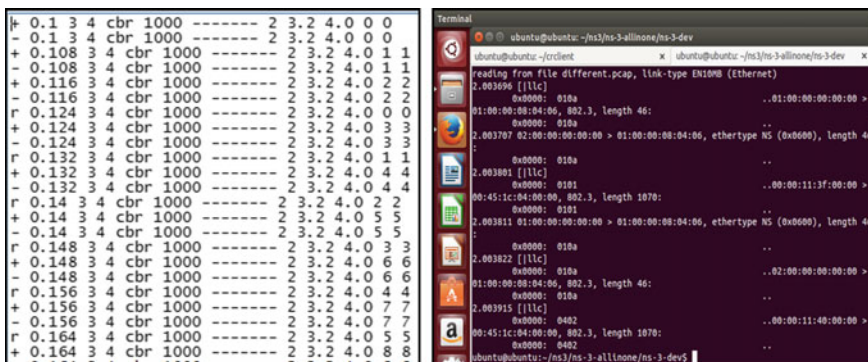 + 0.1 3 4 cbr 1000 ------- 2 3.2 4.0 0 0
- 0.1 3 4 cbr 1000 ------- 2 3.2 4.0 0 0
+ 0.108 3 4 cbr 1000 ------- 2 3.2 4.0 1 1
- 0.108 3 4 cbr 1000 ------- 2 3.2 4.0 1 1
+ 0.116 3 4 cbr 1000 ------- 2 3.2 4.0 2 2
- 0.116 3 4 cbr 1000 ------- 2 3.2 4.0 2 2
r 0.124 3 4 cbr 1000 ------- 2 3.2 4.0 0 0
+ 0.124 3 4 cbr 1000 ------- 2 3.2 4.0 3 3
- 0.124 3 4 cbr 1000 ------- 2 3.2 4.0 3 3
r 0.132 3 4 cbr 1000 ------- 2 3.2 4.0 1 1
+ 0.132 3 4 cbr 1000 ------- 2 3.2 4.0 4 4
- 0.132 3 4 cbr 1000 ------- 2 3.2 4.0 4 4
r 0.14 3 4 cbr 1000 ------- 2 3.2 4.0 2 2
+ 0.14 3 4 cbr 1000 ------- 2 3.2 4.0 5 5
- 0.14 3 4 cbr 1000 ------- 2 3.2 4.0 5 5
r 0.148 3 4 cbr 1000 ------- 2 3.2 4.0 3 3
+ 0.148 3 4 cbr 1000 ------- 2 3.2 4.0 6 6
- 0.148 3 4 cbr 1000 ------- 2 3.2 4.0 6 6
r 0.156 3 4 cbr 1000 ------- 2 3.2 4.0 4 4
+ 0.156 3 4 cbr 1000 ------- 2 3.2 4.0 7 7
- 0.156 3 4 cbr 1000 ------- 2 3.2 4.0 7 7
r 0.164 3 4 cbr 1000 ------- 2 3.2 4.0 5 5
+ 0.164 3 4 cbr 1000 ------- 2 3.2 4.0 8 8
Terminal
ubuntu@ubuntu: ~/ns3/ns-3-allinone/ns-3-dev
ubuntu@ubuntu: ~/crclient x ubuntu@ubuntu: ~/ns3/ns-3-allinone/ns-3-dev x
reading from file different.pcap, link-type EN10MB (Ethernet)
2.003696 [|llc]
0x0000: 010a ..01:00:00:00:00:00 >
01:00:00:08:04:06, 802.3, length 46:
0x0000: 010a ..
2.003707 02:00:00:00:00:00 > 01:00:00:08:04:06, ethertype NS (0x0600), length 4
:
0x0000: 010a ..
2.003801 [|llc]
0x0000: 0101 ..00:00:11:3f:00:00 >
00:45:1c:04:00:00, 802.3, length 1070:
0x0000: 0101 ..
2.003811 01:00:00:00:00:00 > 01:00:00:08:04:06, ethertype NS (0x0600), length 4
:
0x0000: 010a ..
2.003822 [|llc]
0x0000: 010a ..02:00:00:00:00:00 >
01:00:00:08:04:06, 802.3, length 46:
0x0000: 010a ..
2.003915 [|llc]
0x0000: 0402 ..00:00:11:40:00:00 >
00:45:1c:04:00:00, 802.3, length 1070:
0x0000: 0402 ..
ubuntu@ubuntu:~/ns3/ns-3-allinone/ns-3-dev$